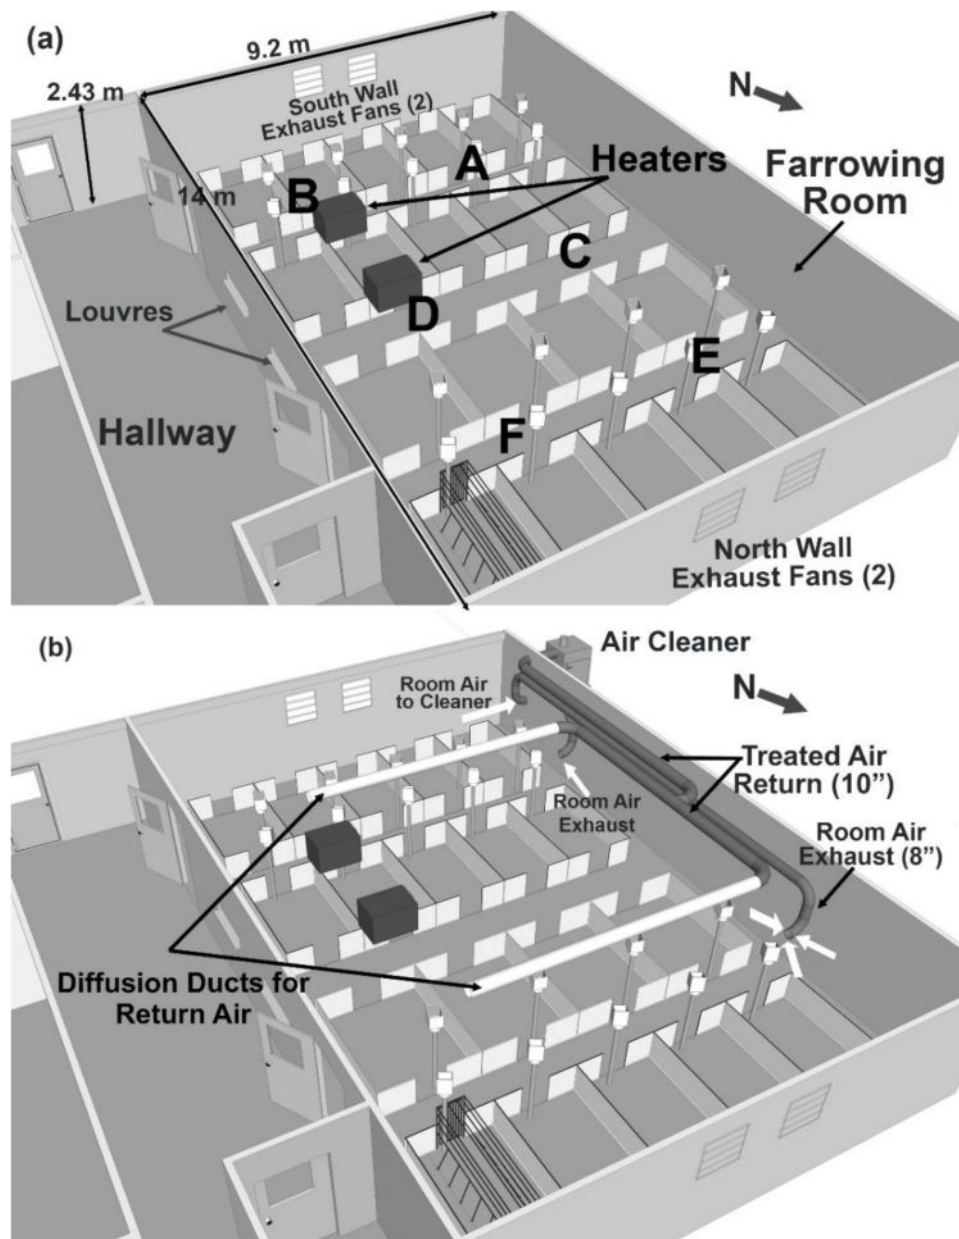 (a)
9.2 m
2.43 m
South Wall
Exhaust Fans (2)
N
A
Heaters
Farrowing
Room
B
14 m
C
Louvres
D
E
Hallway
F
North Wall
Exhaust Fans (2)
(b)
Air Cleaner
Room Air
to Cleaner
N
Treated Air
Return (10”)
Room Air
Exhaust
Room Air
Exhaust (8”)
Diffusion Ducts for
Return Air